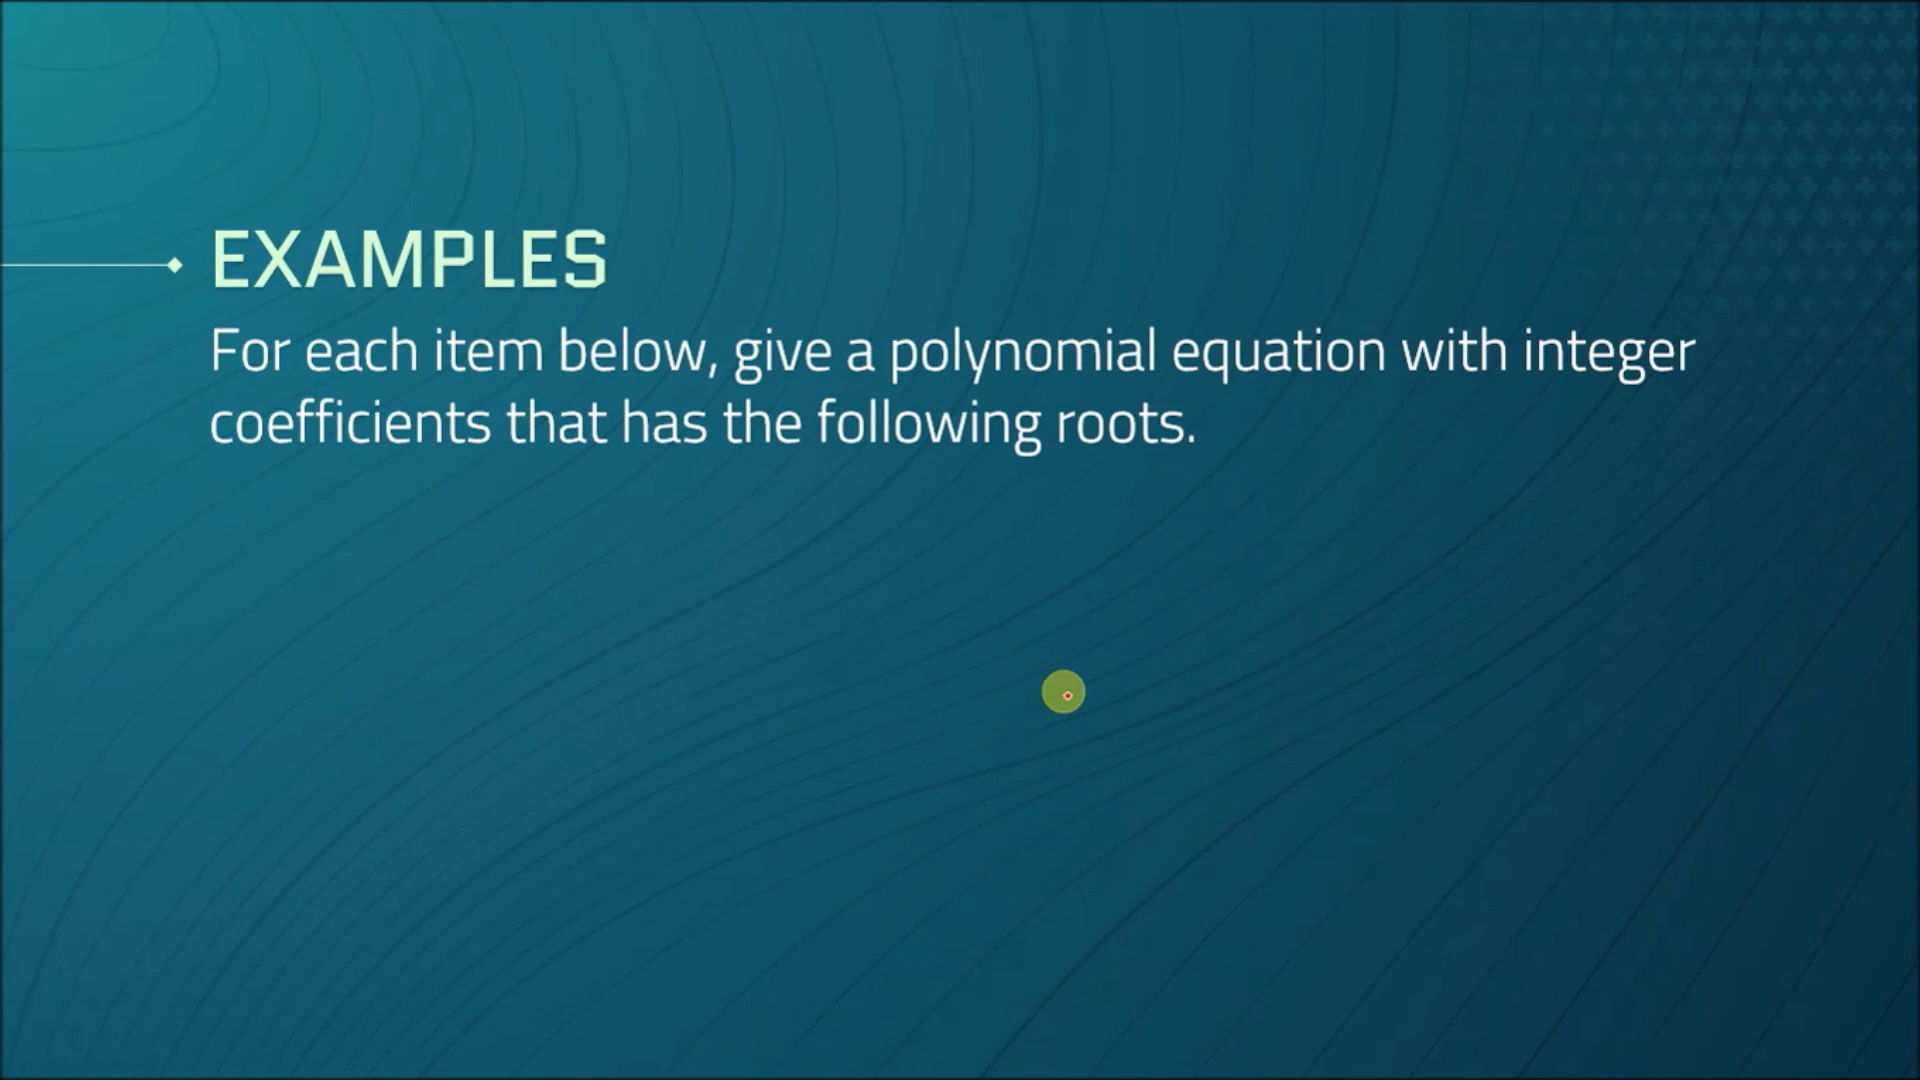 EXAMPLES
For each item below, give a polynomial equation with integer
coefficients that has the following roots.